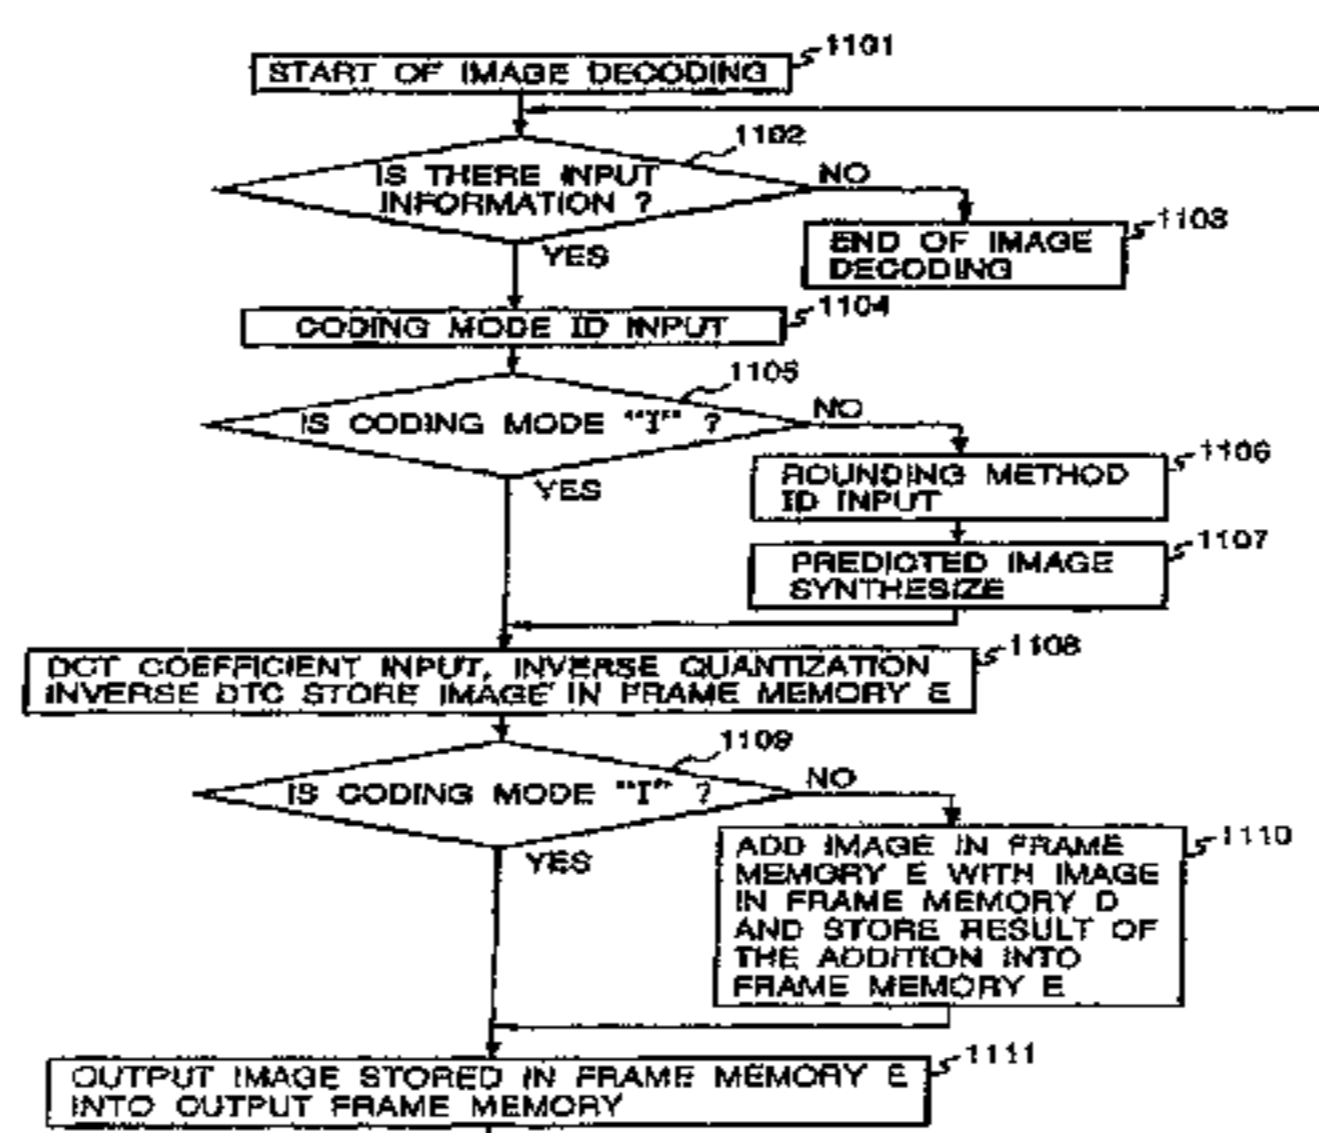 1101
START OF IMAGE DECODING
1102
IS THERE INPUT
INFORMATION ?
NO
YES
1103
END OF IMAGE
DECODING
1104
CODING MODE ID INPUT
1105
IS CODING MODE "I" ?
NO
YES
1106
ROUNDING METHOD
ID INPUT
1107
PREDICTED IMAGE
SYNTHESIZE
1108
DCT COEFFICIENT INPUT, INVERSE QUANTIZATION
INVERSE DTC STORE IMAGE IN FRAME MEMORY E
1109
IS CODING MODE "I" ?
NO
YES
1110
ADD IMAGE IN FRAME
MEMORY E WITH IMAGE
IN FRAME MEMORY D
AND STORE RESULT OF
THE ADDITION INTO
FRAME MEMORY E
1111
OUTPUT IMAGE STORED IN FRAME MEMORY E
INTO OUTPUT FRAME MEMORY